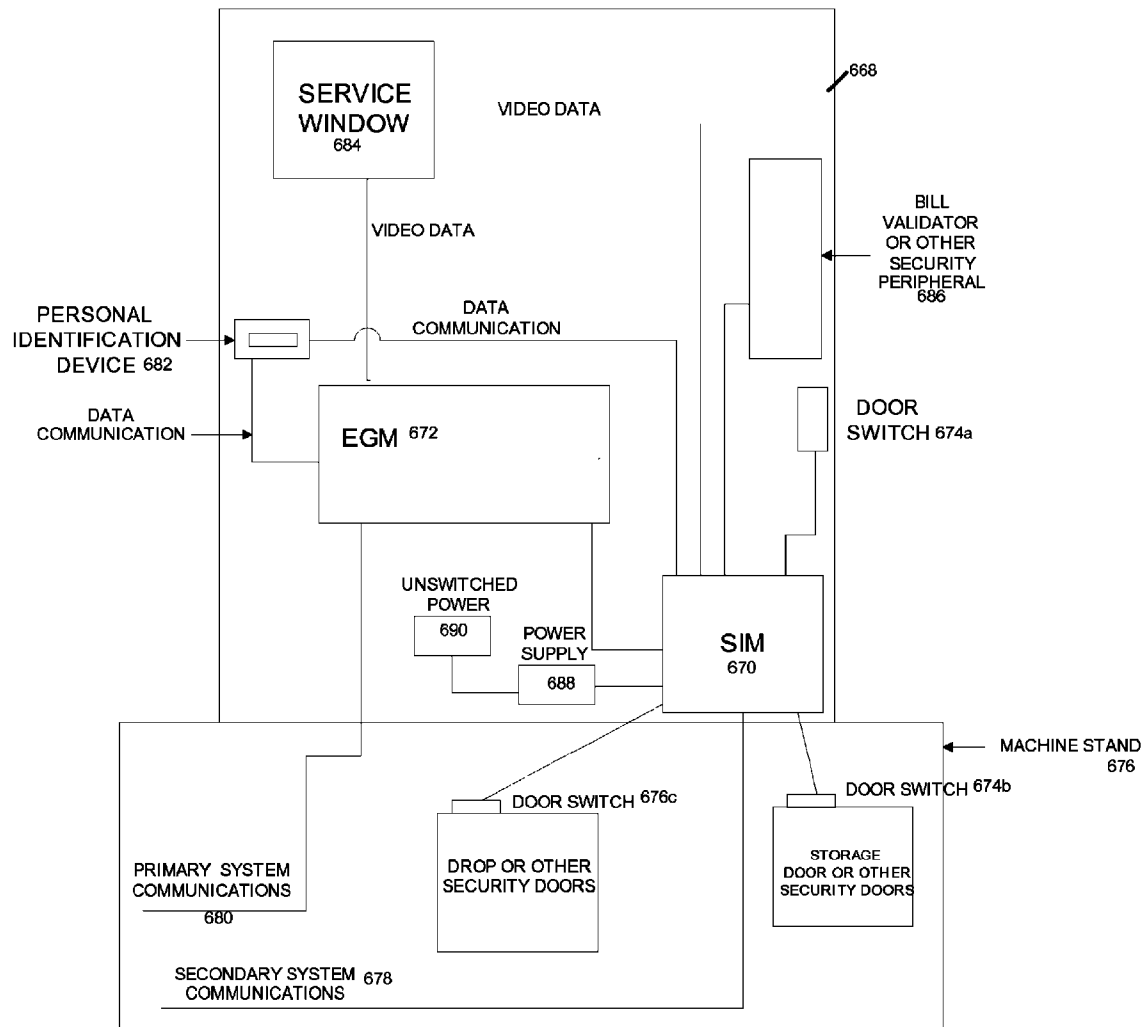 SERVICE
WINDOW
684
VIDEO DATA
668
VIDEO DATA
BILL
VALIDATOR
OR OTHER
SECURITY
PERIPHERAL
686
PERSONAL
IDENTIFICATION
DEVICE 682
DATA
COMMUNICATION
DATA
COMMUNICATION
EGM 672
DOOR
SWITCH 674a
UNSWITCHED
POWER
690
POWER
SUPPLY
688
SIM
670
MACHINE STAND
676
DOOR SWITCH 676c
DOOR SWITCH 674b
DROP OR OTHER
SECURITY DOORS
STORAGE
DOOR OR OTHER
SECURITY DOORS
PRIMARY SYSTEM
COMMUNICATIONS
680
SECONDARY SYSTEM 678
COMMUNICATIONS